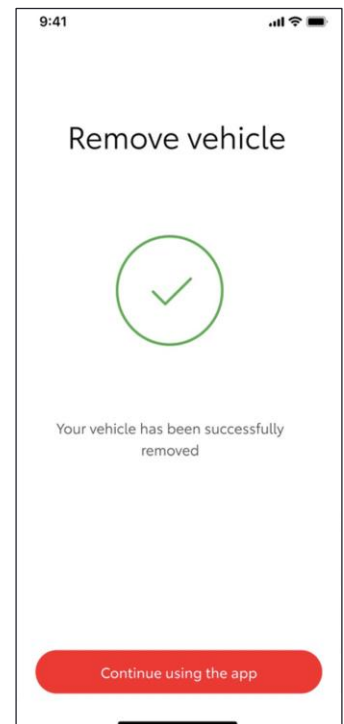 9:41
Remove vehicle
Your vehicle has been successfully
removed
Continue using the app